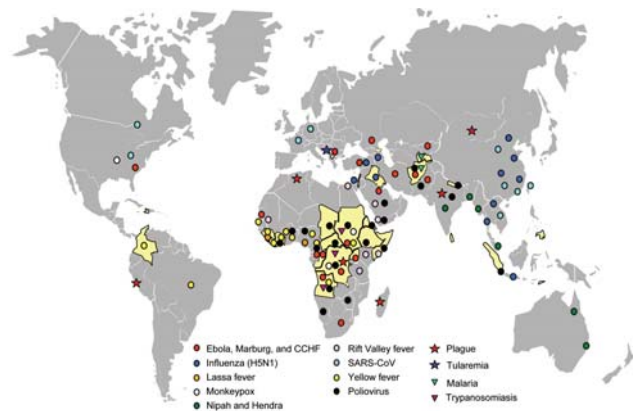 Ebola, Marburg, and CCHF
Influenza (H5N1)
Lassa fever
Monkeypox
Nipah and Hendra
Rift Valley fever
SARS-CoV
Yellow fever
Poliovirus
Plague
Tularemia
Malaria
Trypanosomiasis